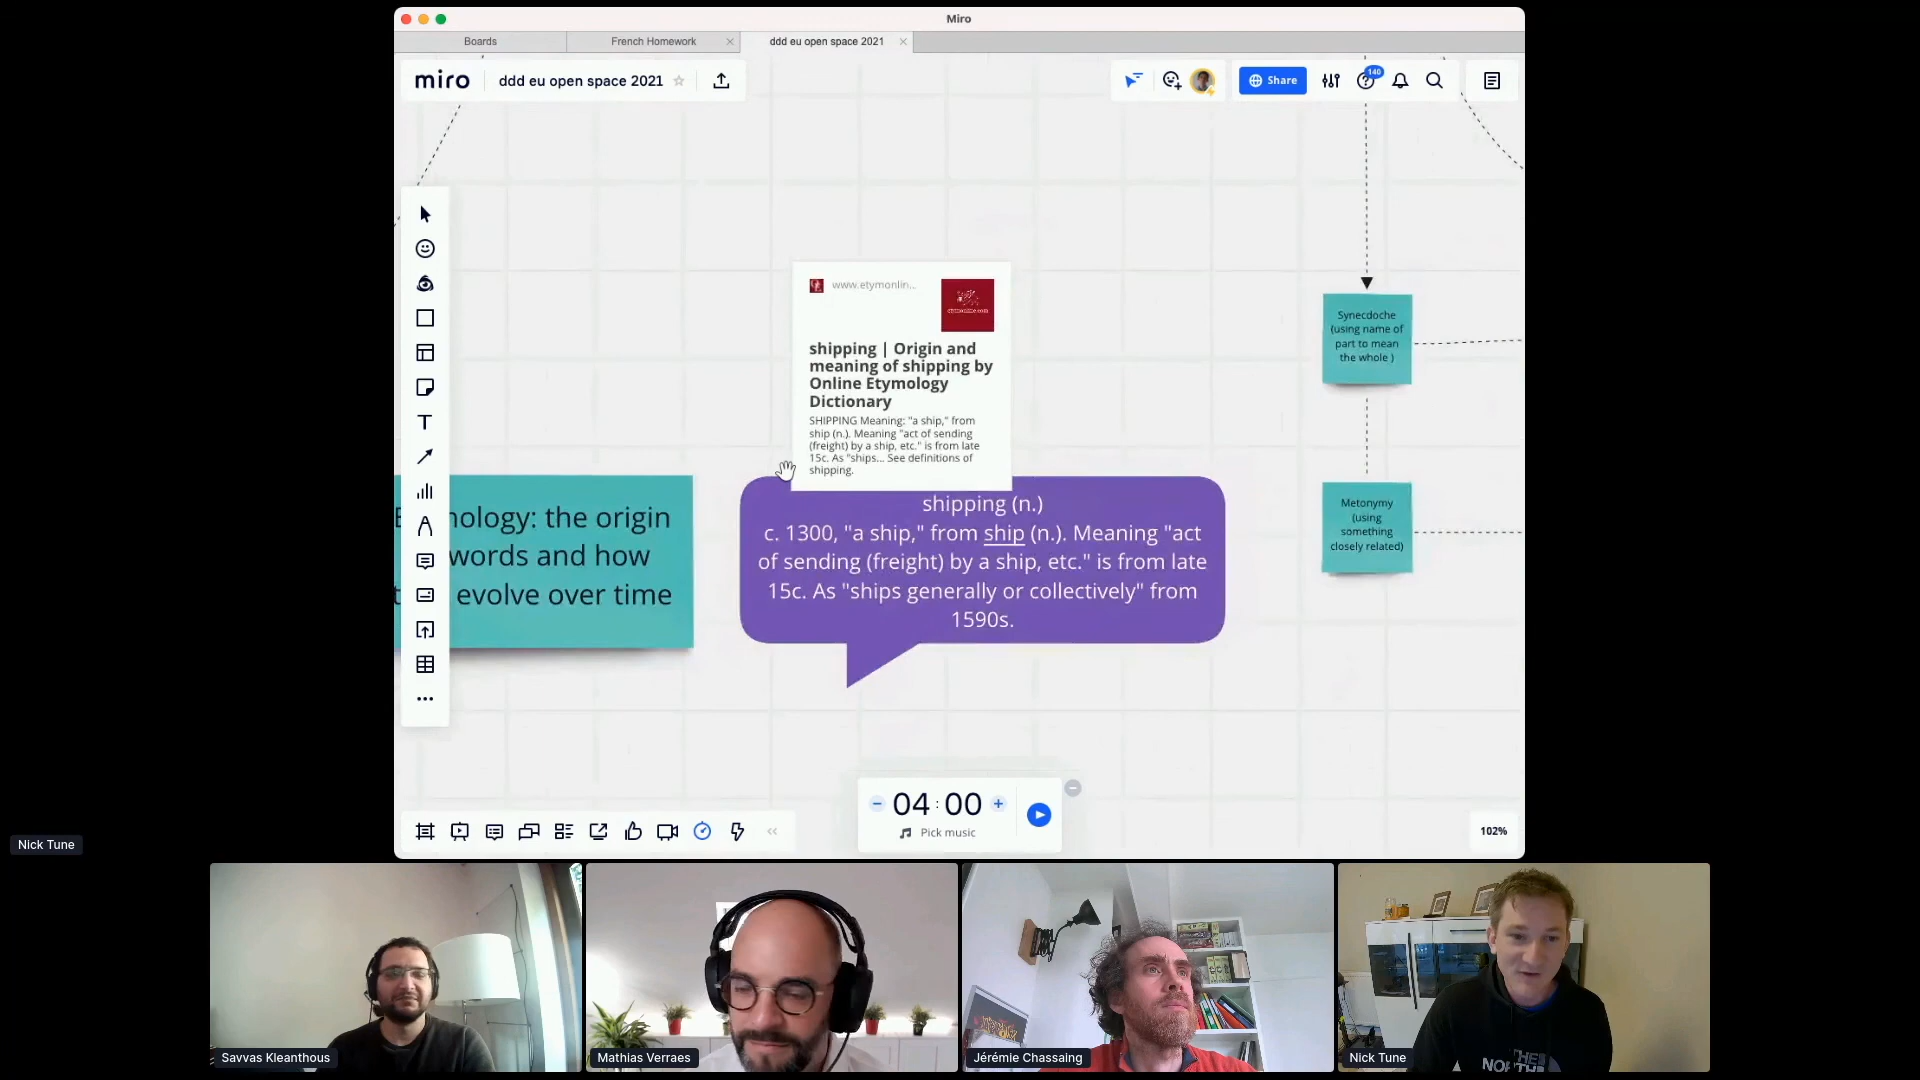 Miro
Boards
French Homework
ddd eu open space 2021
miro
ddd eu open space 2021
Share
140
www.etymonlin...
etymonline.com
shipping | Origin and
meaning of shipping by
Online Etymology
Dictionary
SHIPPING Meaning: "a ship," from
ship (n.). Meaning "act of sending
(freight) by a ship, etc." is from late
15c. As "ships... See definitions of
shipping.
Synecdoche
(using name of
part to mean
the whole )
nology: the origin
words and how
evolve over time
shipping (n.)
c. 1300, "a ship," from ship (n.). Meaning "act
of sending (freight) by a ship, etc." is from late
15c. As "ships generally or collectively" from
1590s.
Metonymy
(using
something
closely related)
04 : 00
Pick music
102%
Nick Tune
Savvas Kleanthous
Mathias Verraes
Jérémie Chassaing
Nick Tune
THE
NORTH